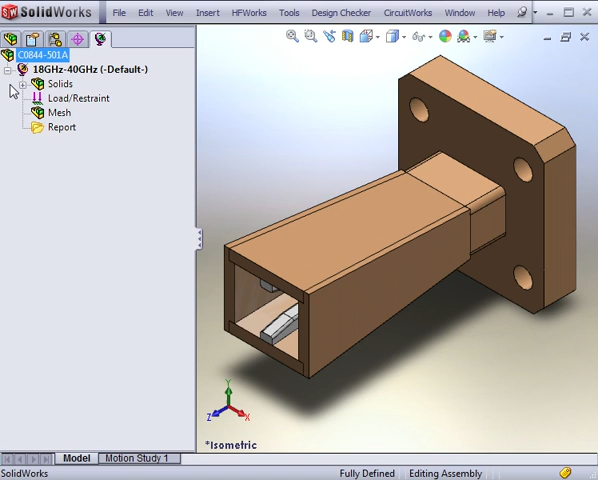 SW SolidWorks File Edit View Insert HFWorks Tools Design Checker CircuitWorks Window Help
C0844-501A
18GHz-40GHz (-Default-)
Solids
Load/Restraint
Mesh
Report
Y
Z X
*Isometric
Model Motion Study 1
SolidWorks Fully Defined Editing Assembly